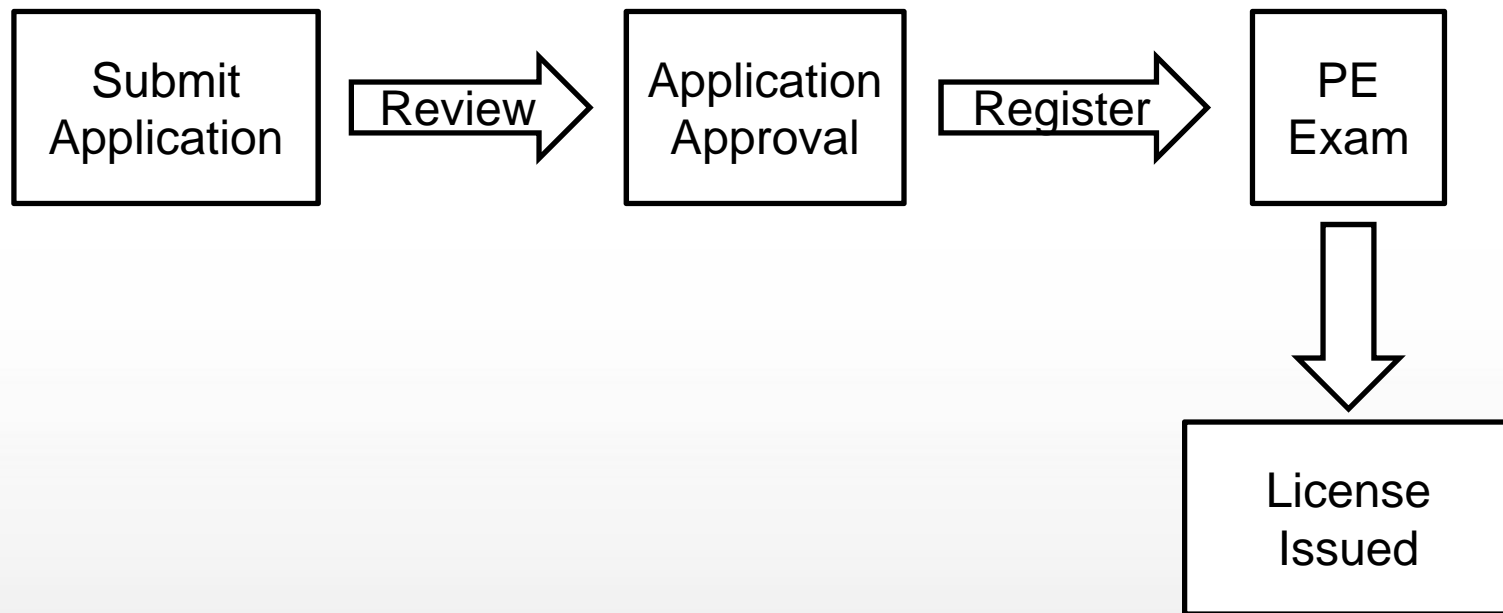 Submit
Application
Review
Application
Approval
Register
PE
Exam
License
Issued